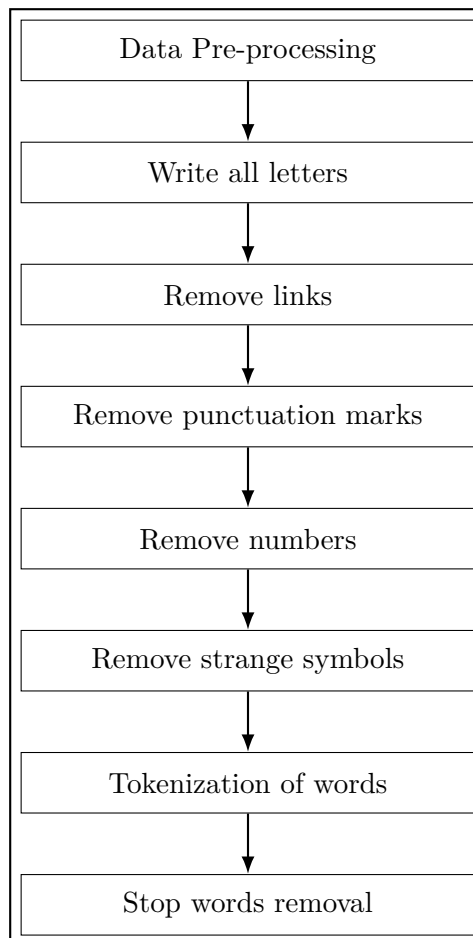 Data Pre-processing
Write all letters
Remove links
Remove punctuation marks
Remove numbers
Remove strange symbols
Tokenization of words
Stop words removal